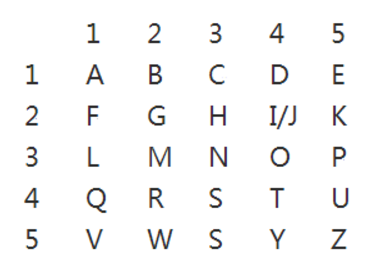 1 2 3 4 5
1 A B C D E
2 F G H I/J K
3 L M N O P
4 Q R S T U
5 V W S Y Z